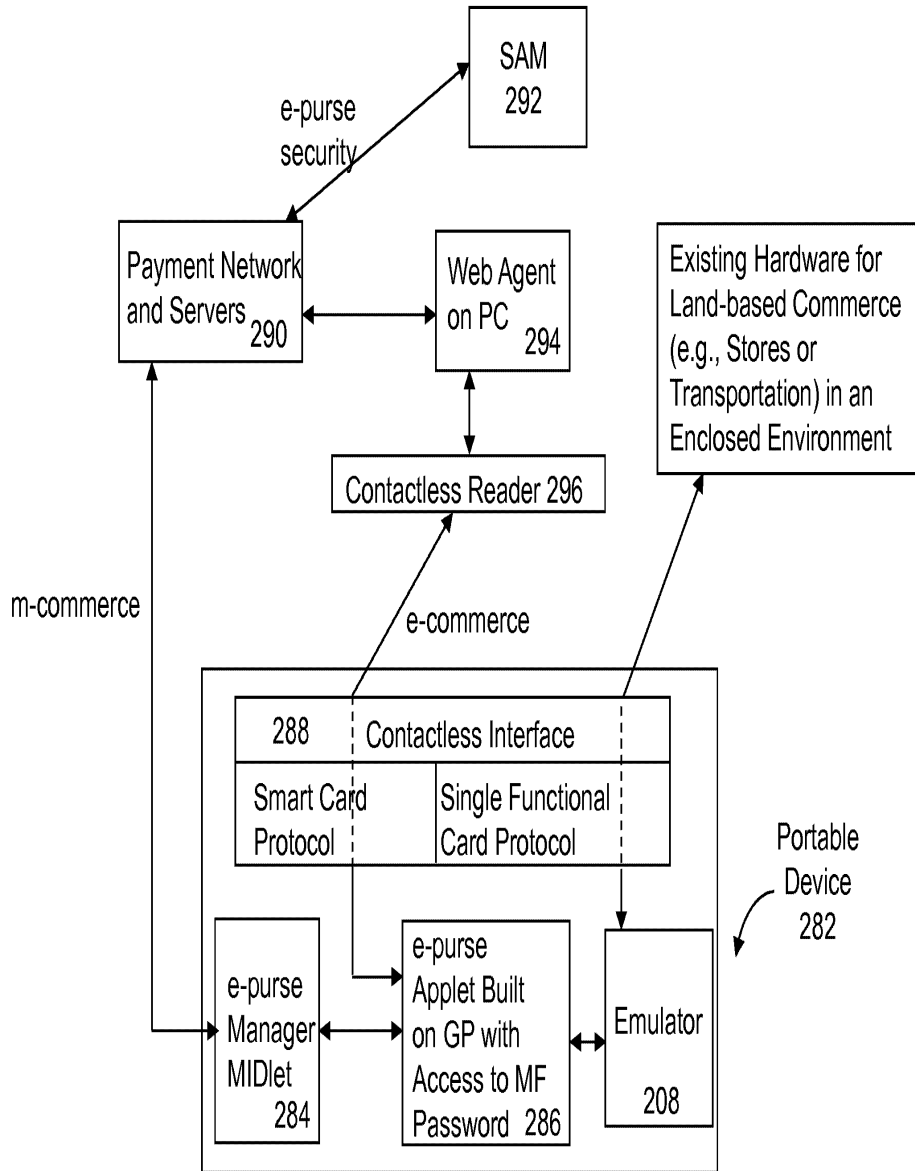 SAM
292
e-purse
security
Payment Network
and Servers
290
Web Agent
on PC
294
Existing Hardware for
Land-based Commerce
(e.g., Stores or
Transportation) in an
Enclosed Environment
Contactless Reader 296
m-commerce
e-commerce
288 Contactless Interface
Smart Card
Protocol
Single Functional
Card Protocol
Portable
Device
282
e-purse
Manager
MIDlet
284
e-purse
Applet Built
on GP with
Access to MF
Password 286
Emulator
208